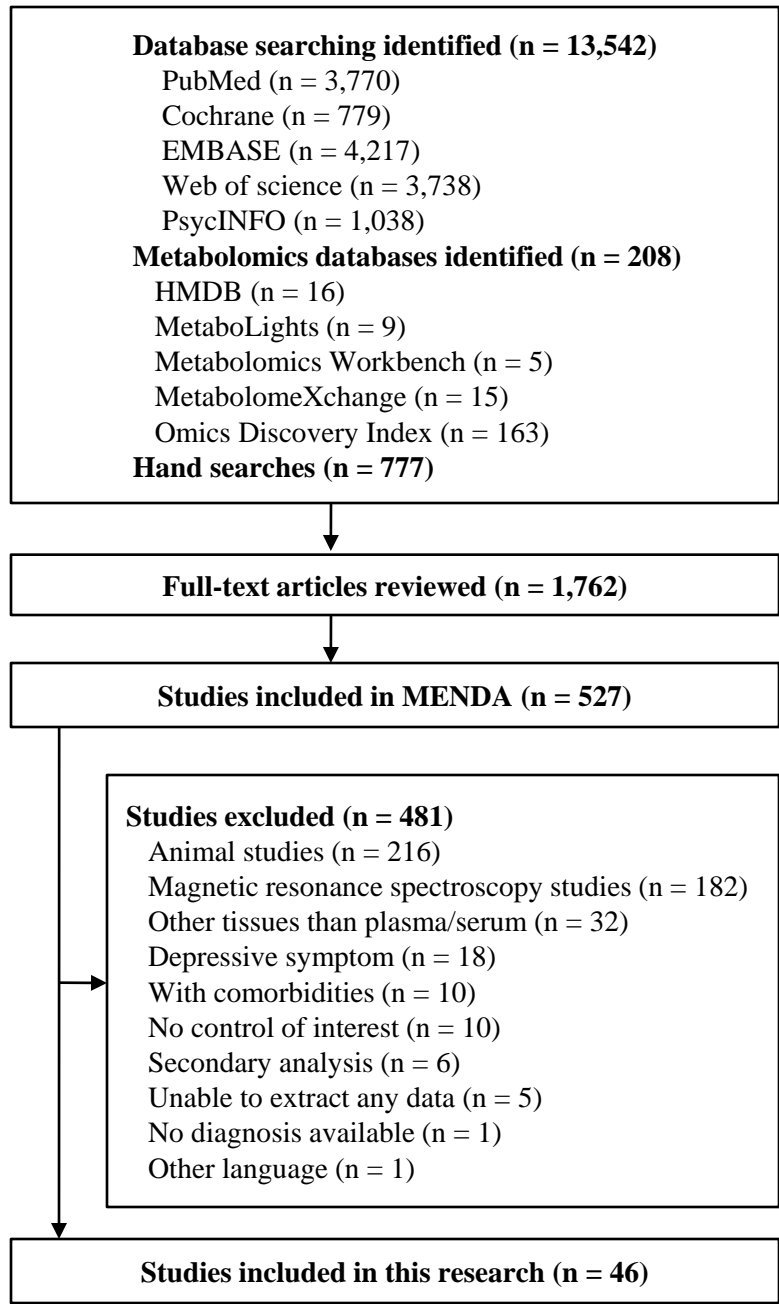 Database searching identified (n = 13,542)
PubMed (n = 3,770)
Cochrane (n = 779)
EMBASE (n = 4,217)
Web of science (n = 3,738)
PsycINFO (n = 1,038)
Metabolomics databases identified (n = 208)
HMDB (n = 16)
MetaboLights (n = 9)
Metabolomics Workbench (n = 5)
MetabolomeXchange (n = 15)
Omics Discovery Index (n = 163)
Hand searches (n = 777)
Full-text articles reviewed (n = 1,762)
Studies included in MENDA (n = 527)
Studies excluded (n = 481)
Animal studies (n = 216)
Magnetic resonance spectroscopy studies (n = 182)
Other tissues than plasma/serum (n = 32)
Depressive symptom (n = 18)
With comorbidities (n = 10)
No control of interest (n = 10)
Secondary analysis (n = 6)
Unable to extract any data (n = 5)
No diagnosis available (n = 1)
Other language (n = 1)
Studies included in this research (n = 46)